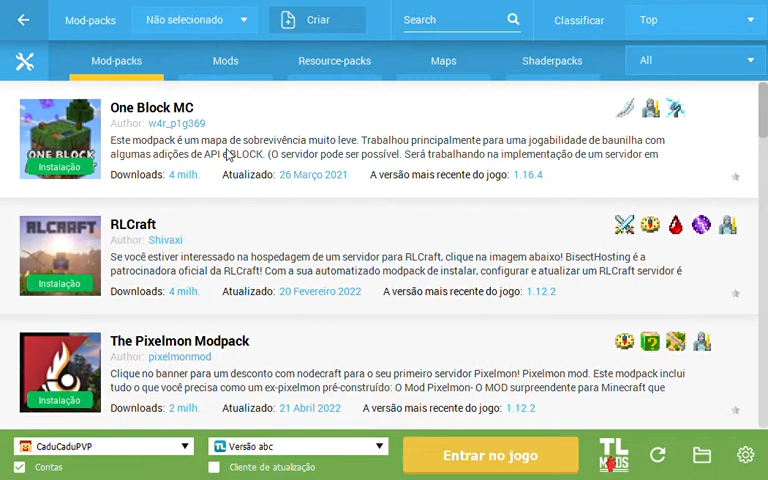 Mod-packs Não selecionado Criar Search Classificar Top
Mod-packs Mods Resource-packs Maps Shaderpacks All
One Block MC
Author: w4r_p1g369
Este modpack é um mapa de sobrevivência muito leve. Trabalhou principalmente para uma jogabilidade de baunilha com
algumas adições de API e BLOCK. (O servidor pode ser possível. Será trabalhando na implementação de um servidor em
ONE BLOCK
Instalação
Downloads: 4 milh. Atualizado: 26 Março 2021 A versão mais recente do jogo: 1.16.4
RLCraft
RLCRAFT
Author: Shivaxi
Se você estiver interessado na hospedagem de um servidor para RLCraft, clique na imagem abaixo! BisectHosting é a
patrocinadora oficial da RLCraft! Com a sua automatizado modpack de instalar, configurar e atualizar um RLCraft servidor é
Instalação
Downloads: 4 milh. Atualizado: 20 Fevereiro 2022 A versão mais recente do jogo: 1.12.2
The Pixelmon Modpack
Author: pixelmonmod
Clique no banner para um desconto com nodecraft para o seu primeiro servidor Pixelmon! Pixelmon mod. Este modpack inclui
tudo o que você precisa como um ex-pixelmon pré-construído: O Mod Pixelmon- O MOD surpreendente para Minecraft que
Instalação
Downloads: 2 milh. Atualizado: 21 Abril 2022 A versão mais recente do jogo: 1.12.2
CaduCaduPVP TL Versão abc Entrar no jogo TL MODS
Contas Cliente de atualização